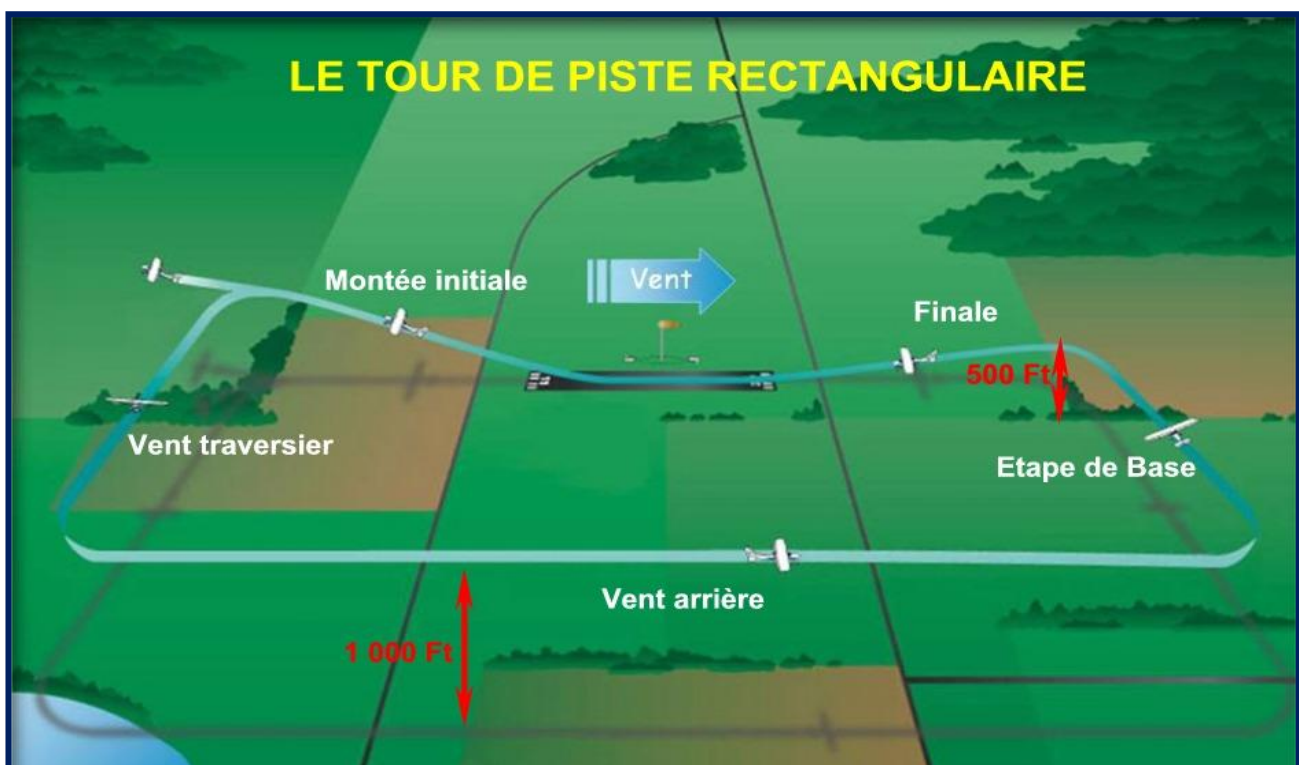 LE TOUR DE PISTE RECTANGULAIRE
Montée initiale
Vent
Finale
500 Ft
Vent traversier
Etape de Base
Vent arrière
1 000 Ft